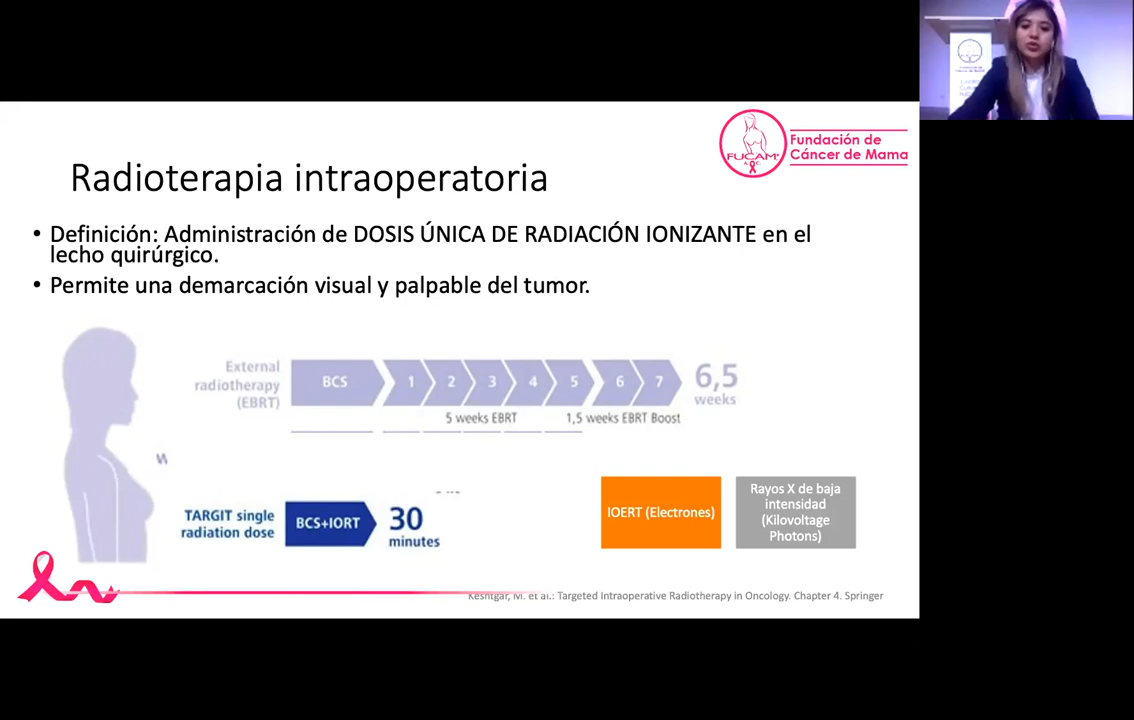 Fundación de
Cáncer de Mama
FUCAM
A. C.
Radioterapia intraoperatoria
• Definición: Administración de DOSIS ÚNICA DE RADIACIÓN IONIZANTE en el
lecho quirúrgico.
• Permite una demarcación visual y palpable del tumor.
External
radiotherapy
(EBRT)
BCS
1
2
3
4
5
6
7
6,5
weeks
5 weeks EBRT
1,5 weeks EBRT Boost
TARGIT single
radiation dose
BCS+IORT
30
minutes
IOERT (Electrones)
Rayos X de baja
intensidad
(Kilovoltage
Photons)
Keshtgar, M. et al.: Targeted Intraoperative Radiotherapy in Oncology. Chapter 4. Springer